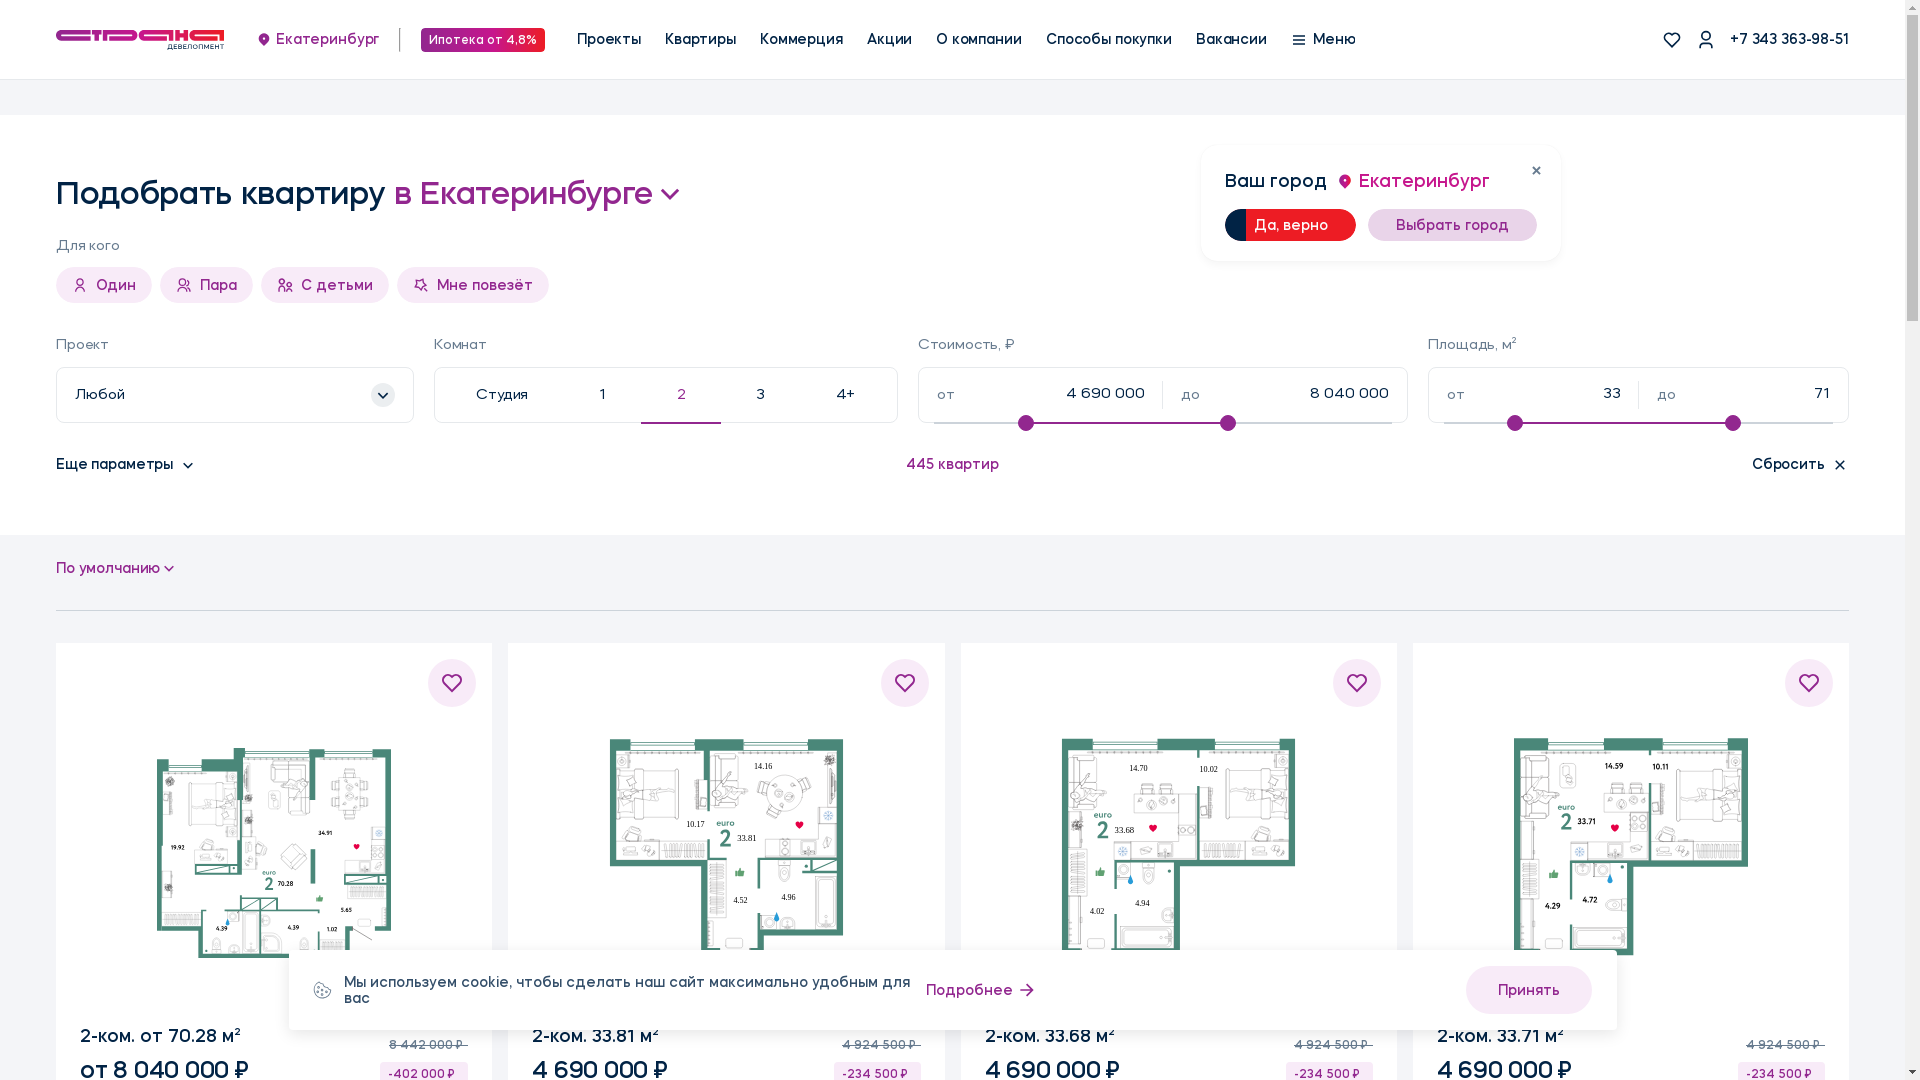 страна
ДЕВЕЛОПМЕНТ
Екатеринбург
Ипотека от 4,8%
Проекты
Квартиры
Коммерция
Акции
О компании
Способы покупки
Вакансии
Меню
+7 343 363-98-51
Ваш город Екатеринбург
Да, верно
Выбрать город
Подобрать квартиру в Екатеринбурге
Для кого
Один
Пара
С детьми
Мне повезёт
Проект
Комнат
Стоимость, ₽
Площадь, м²
Любой
Студия 1 2 3 4+
от 4 690 000 до 8 040 000
от 33 до 71
Еще параметры
445 квартир
Сбросить
По умолчанию
34.91
19.92
euro
2 70.28
5.65
4.39
4.39
1.02
14.16
10.17
euro
2 33.81
4.52
4.96
14.70
10.02
euro
2 33.68
4.02
4.94
14.59
10.11
euro
2 33.71
4.29
4.72
Мы используем cookie, чтобы сделать наш сайт максимально удобным для
вас
Подробнее
Принять
2-ком. от 70.28 м²
8 442 000 ₽
от 8 040 000 ₽
-402 000 ₽
2-ком. 33.81 м²
4 924 500 ₽
4 690 000 ₽
-234 500 ₽
2-ком. 33.68 м²
4 924 500 ₽
4 690 000 ₽
-234 500 ₽
2-ком. 33.71 м²
4 924 500 ₽
4 690 000 ₽
-234 500 ₽